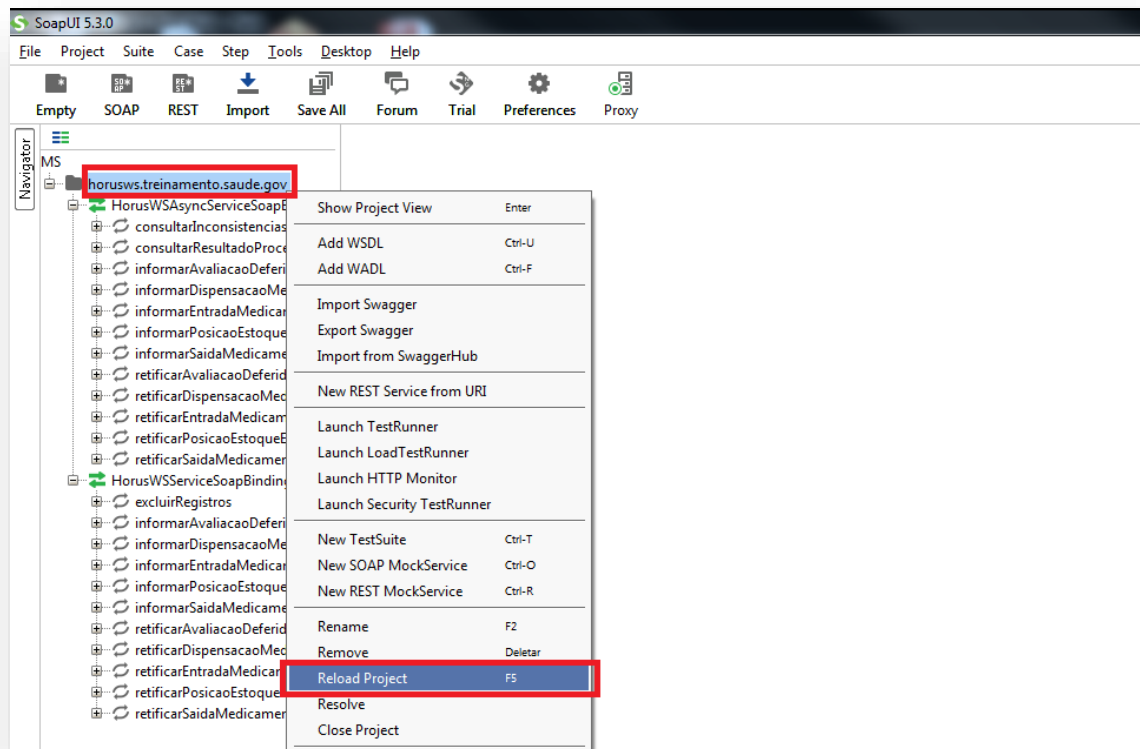 SoapUI 5.3.0
File Project Suite Case Step Tools Desktop Help
Empty SOAP REST Import Save All Forum Trial Preferences Proxy
Navigator
MS
horusws.treinamento.saude.gov
HorusWSAsyncServiceSoapB
consultarInconsistencias
consultarResultadoProce
informarAvaliacaoDeferi
informarDispensacaoMe
informarEntradaMedicar
informarPosicaoEstoque
informarSaidaMedicame
retificarAvaliacaoDeferid
retificarDispensacaoMed
retificarEntradaMedicam
retificarPosicaoEstoqueE
retificarSaidaMedicamer
HorusWSServiceSoapBinding
excluirRegistros
informarAvaliacaoDeferi
informarDispensacaoMe
informarEntradaMedicar
informarPosicaoEstoque
informarSaidaMedicame
retificarAvaliacaoDeferid
retificarDispensacaoMed
retificarEntradaMedicar
retificarPosicaoEstoque
retificarSaidaMedicamer
Show Project View Enter
Add WSDL Ctrl-U
Add WADL Ctrl-F
Import Swagger
Export Swagger
Import from SwaggerHub
New REST Service from URI
Launch TestRunner
Launch LoadTestRunner
Launch HTTP Monitor
Launch Security TestRunner
New TestSuite Ctrl-T
New SOAP MockService Ctrl-O
New REST MockService Ctrl-R
Rename F2
Remove Deletar
Reload Project F5
Resolve
Close Project